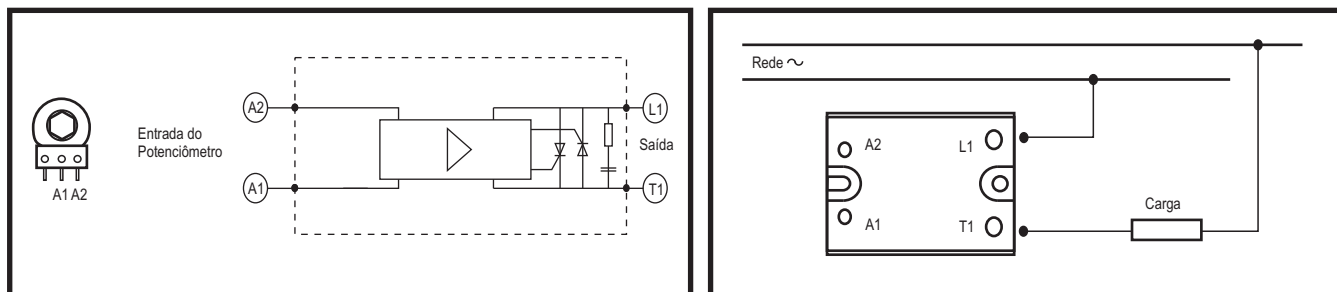 A1 A2
Entrada do
Potenciômetro
A2
A1
L1
Saída
T1
Rede ~
A2
L1
A1
T1
Carga